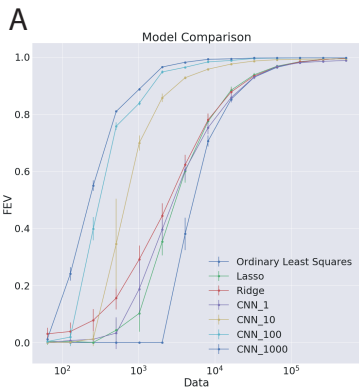 A
Model Comparison
1.0
0.8
0.6
0.4
0.2
0.0
FEV
Ordinary Least Squares
Lasso
Ridge
CNN_1
CNN_10
CNN_100
CNN_1000
10²
10³
10⁴
10⁵
Data